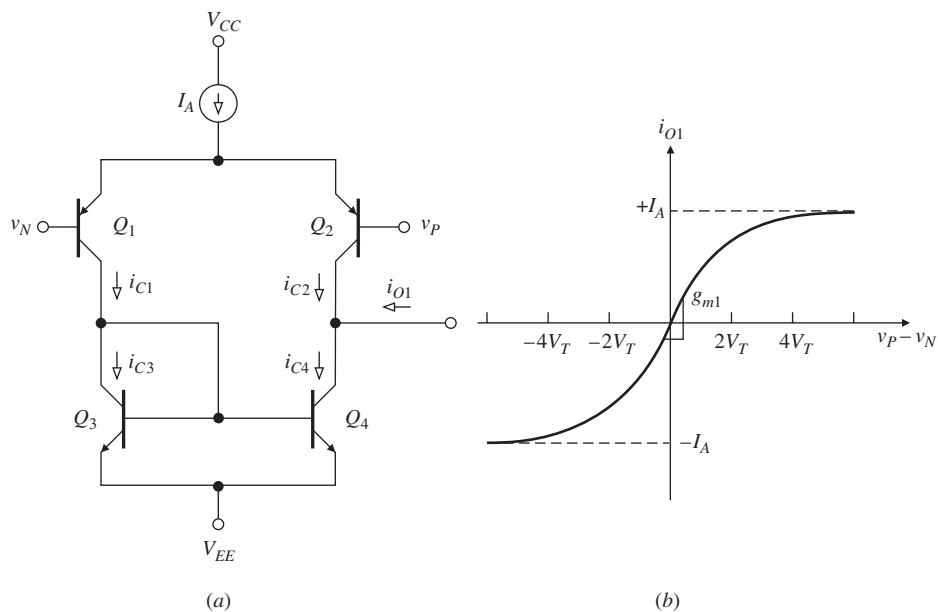 V_CC
I_A
v_N
Q_1
Q_2
v_P
i_C1
i_C2
i_O1
i_C3
i_C4
Q_3
Q_4
V_EE
(a)
i_O1
+I_A
g_m1
−4V_T −2V_T 2V_T 4V_T v_P − v_N
−I_A
(b)